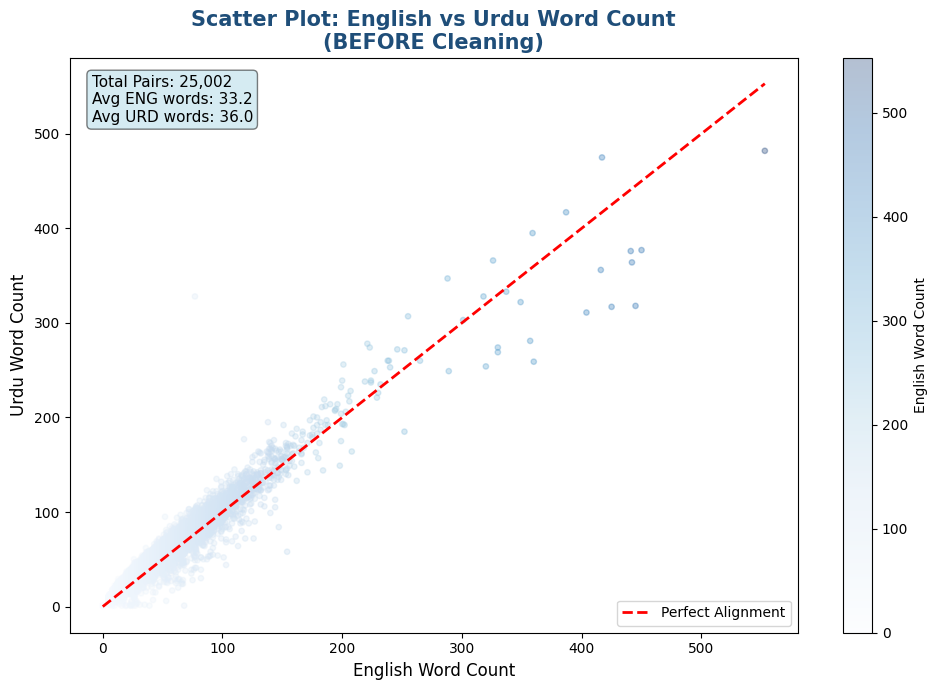 Scatter Plot: English vs Urdu Word Count
(BEFORE Cleaning)
Total Pairs: 25,002
Avg ENG words: 33.2
Avg URD words: 36.0
Urdu Word Count
500
400
300
200
100
0
0 100 200 300 400 500
English Word Count
Perfect Alignment
500
400
300
200
100
0
English Word Count